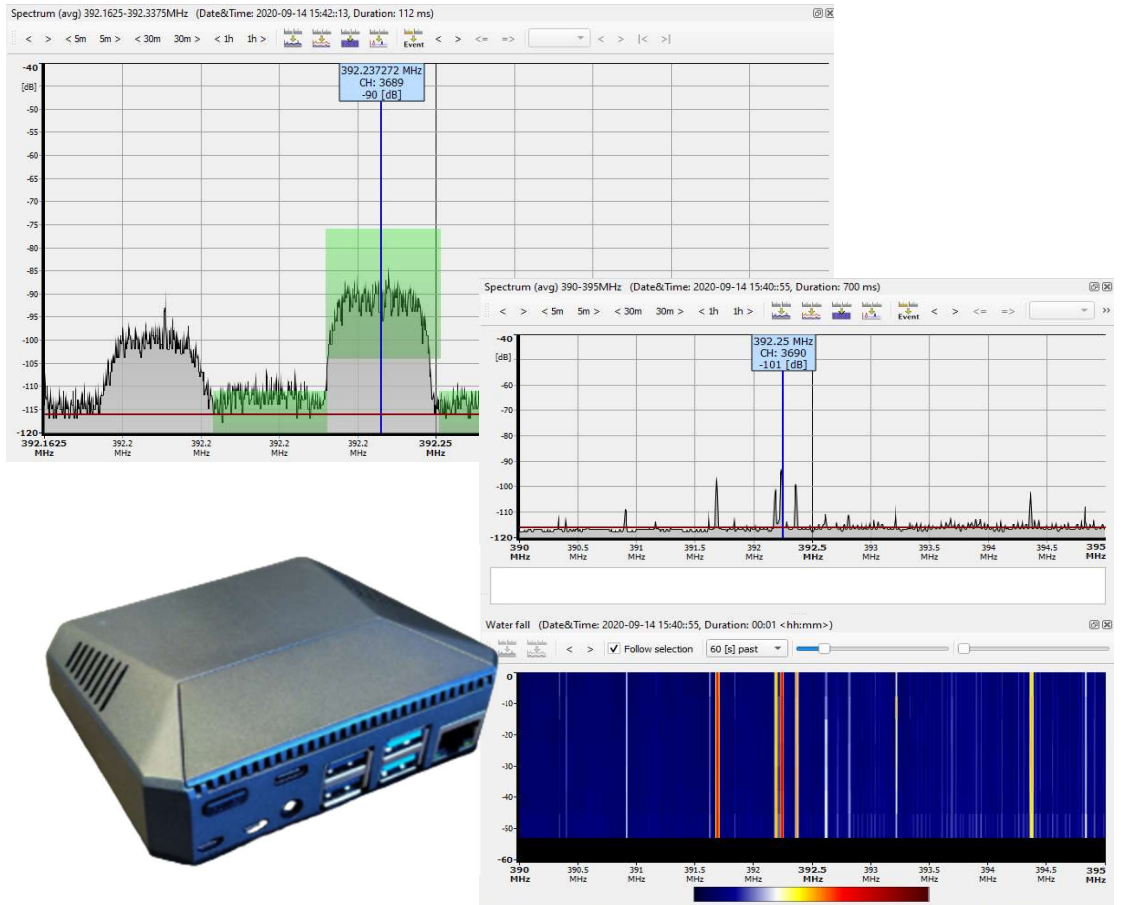 Spectrum (avg) 392.1625-392.3375MHz (Date&Time: 2020-09-14 15:42::13, Duration: 112 ms)
< > < 5m 5m > < 30m 30m > < 1h 1h > Event < > <= => < > |< >|
-40
[dB]
-50
-55
-60
-65
-70
-75
-80
-85
-90
-95
-100
-105
-110
-115
-120
392.237272 MHz
CH: 3689
-90 [dB]
392.1625 392.2 392.2 392.2 392.2 392.25
MHz MHz MHz MHz MHz MHz
Spectrum (avg) 390-395MHz (Date&Time: 2020-09-14 15:40::55, Duration: 700 ms)
< > < 5m 5m > < 30m 30m > < 1h 1h > Event < > <= => »
-40
[dB]
-60
-70
-80
-90
-100
-110
-120
392.25 MHz
CH: 3690
-101 [dB]
390 390.5 391 391.5 392 392.5 393 393.5 394 394.5 395
MHz MHz MHz MHz MHz MHz MHz MHz MHz MHz MHz
Water fall (Date&Time: 2020-09-14 15:40::55, Duration: 00:01 <hh:mm>)
< > Follow selection 60 [s] past
0
-10
-20
-30
-40
-50
-60
390 390.5 391 391.5 392 392.5 393 393.5 394 394.5 395
MHz MHz MHz MHz MHz MHz MHz MHz MHz MHz MHz